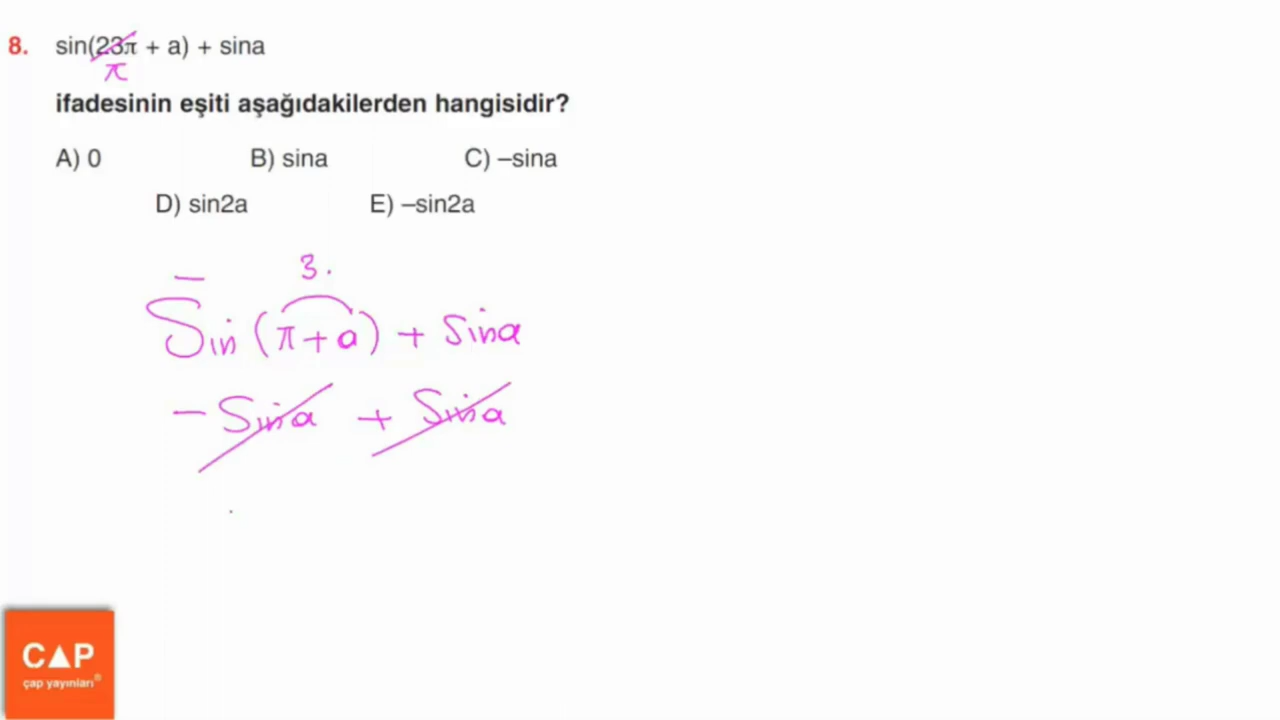 8. sin(23π + a) + sina
π
ifadesinin eşiti aşağıdakilerden hangisidir?
A) 0 B) sina C) –sina
D) sin2a E) –sin2a
– 3.
Sin (π+a) + Sina
- Sina + Sina
ÇAP
çap yayınları®